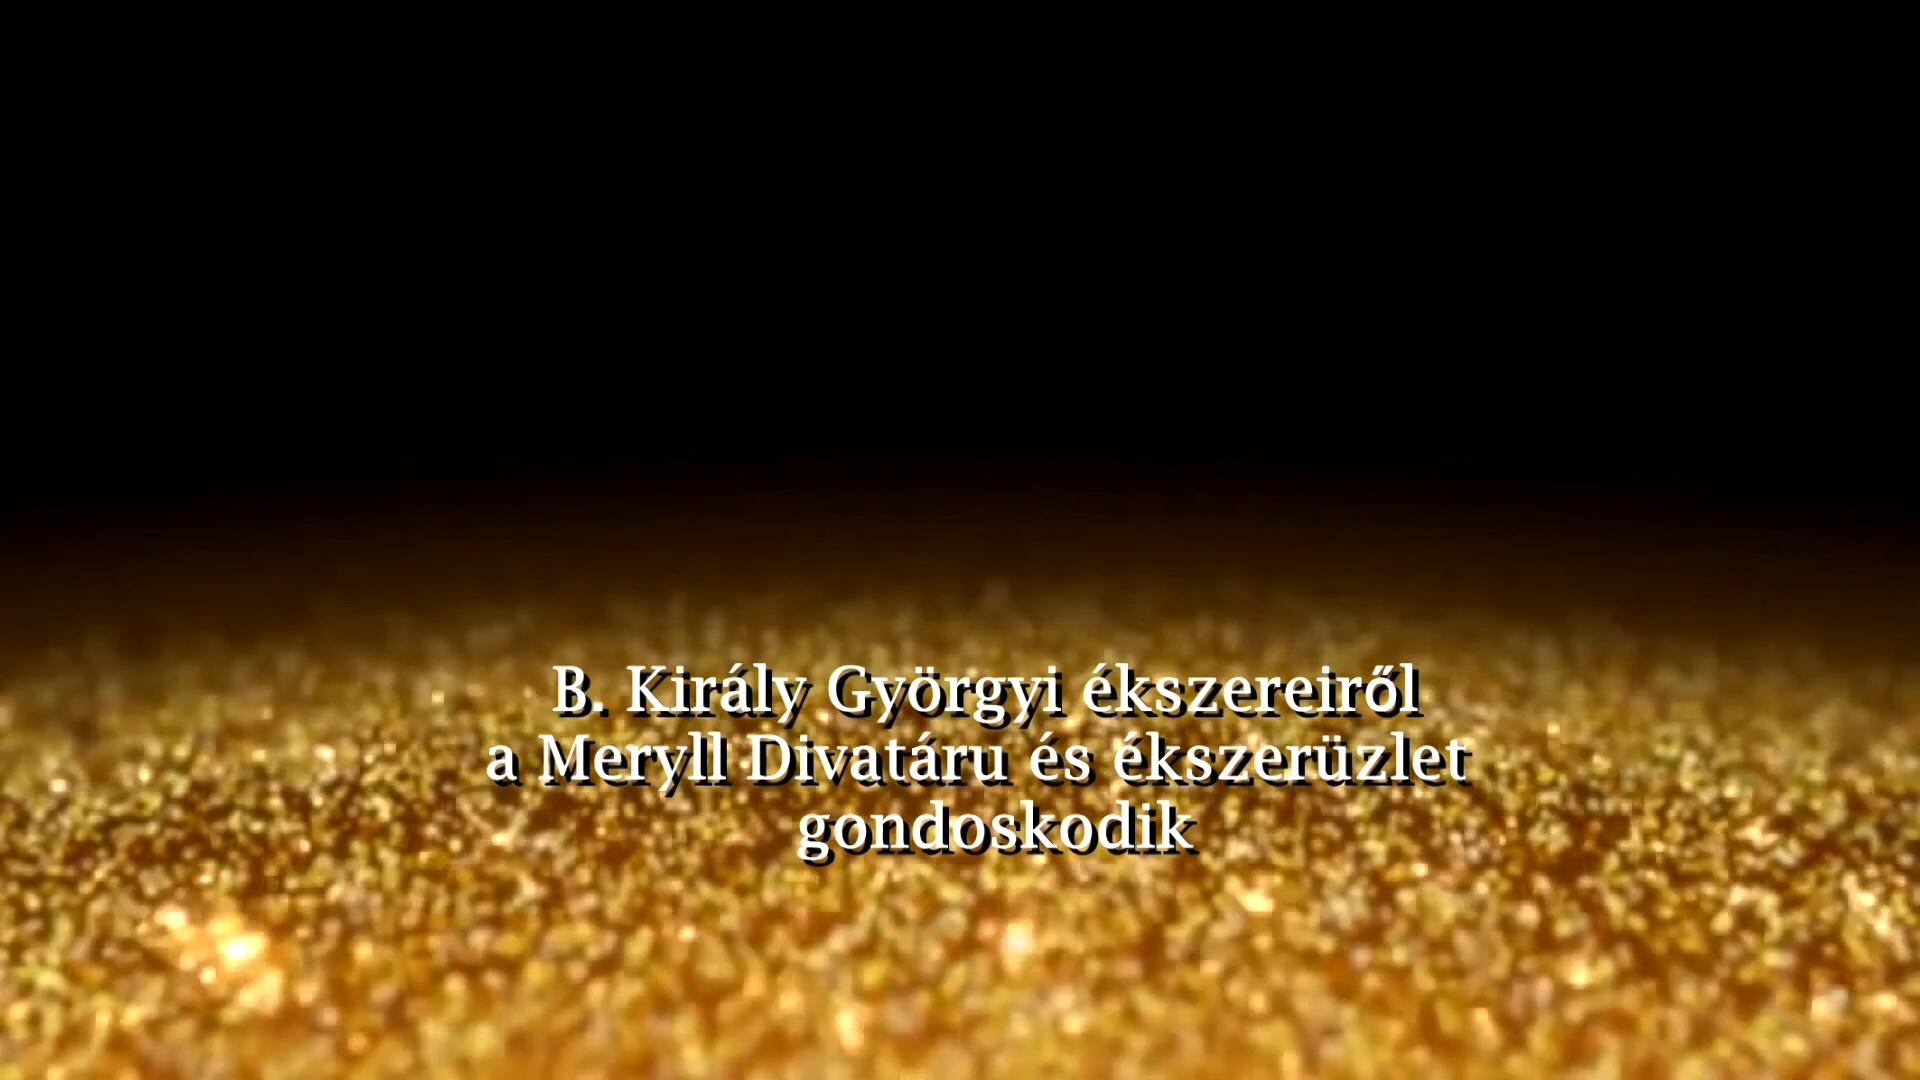 B. Király Györgyi ékszereiről
a Meryll Divatáru és ékszerüzlet
gondoskodik